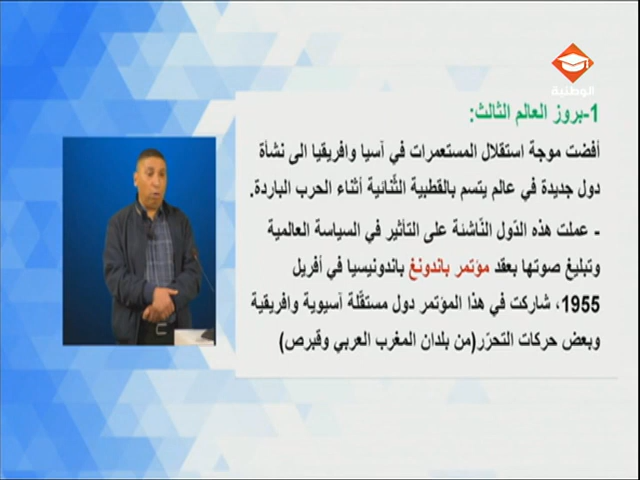 الوطنية
1-بروز العالم الثالث:
أفضت موجة استقلال المستعمرات في آسيا وافريقيا الى نشأة
دول جديدة في عالم يتسم بالقطبية الثّنائية أثناء الحرب الباردة.
- عملت هذه الدّول النّاشئة على التأثير في السياسة العالمية
وتبليغ صوتها بعقد مؤتمر باندونغ باندونيسيا في أفريل
1955، شاركت في هذا المؤتمر دول مستقّلة آسيوية وافريقية
وبعض حركات التحرّر(من بلدان المغرب العربي وقبرص)